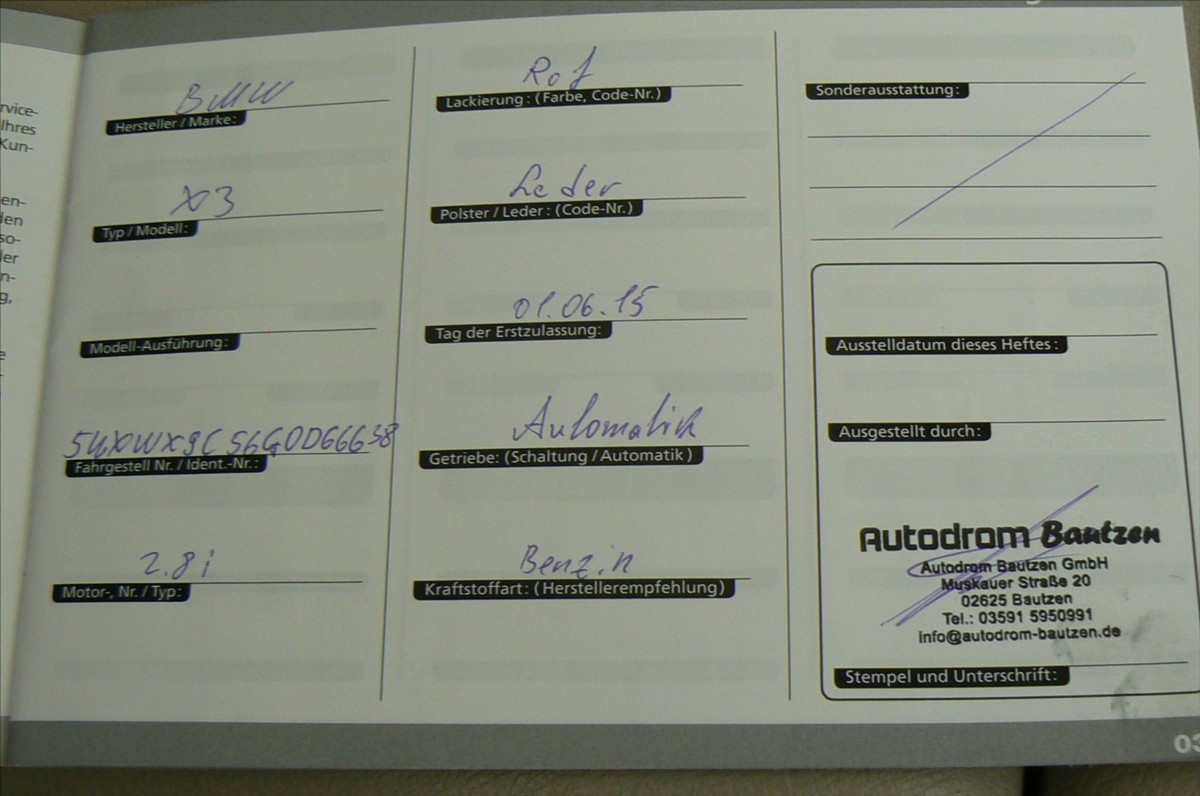 rvice-
Ihres
Kun-
en-
den
so-
ler
n-
g,
BMW
Hersteller / Marke:
X3
Typ / Modell:
Modell-Ausführung:
5UXWX9C56G0D66638
Fahrgestell Nr. / Ident.-Nr.:
2.8i
Motor-, Nr. / Typ:
Rot
Lackierung: (Farbe, Code-Nr.)
Leder
Polster / Leder: (Code-Nr.)
01.06.15
Tag der Erstzulassung:
Automatik
Getriebe: (Schaltung / Automatik)
Benzin
Kraftstoffart: (Herstellerempfehlung)
Sonderausstattung:
Ausstelldatum dieses Heftes:
Ausgestellt durch:
Autodrom Bautzen
Autodrom Bautzen GmbH
Muskauer Straße 20
02625 Bautzen
Tel.: 03591 5950991
info@autodrom-bautzen.de
Stempel und Unterschrift:
03